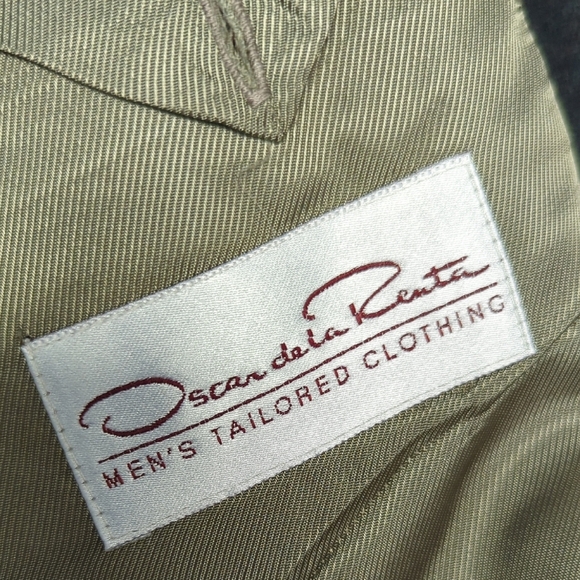 Oscar de la Renta
MEN'S TAILORED CLOTHING